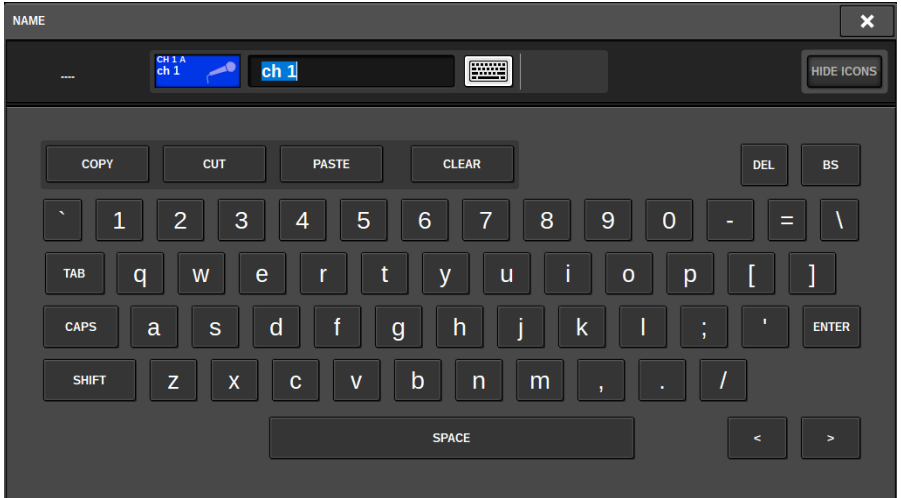 NAME ×
---- CH 1 A
ch 1 ch 1 HIDE ICONS
COPY CUT PASTE CLEAR DEL BS
` 1 2 3 4 5 6 7 8 9 0 - = \
TAB q w e r t y u i o p [ ]
CAPS a s d f g h j k l ; ' ENTER
SHIFT z x c v b n m , . /
SPACE < >